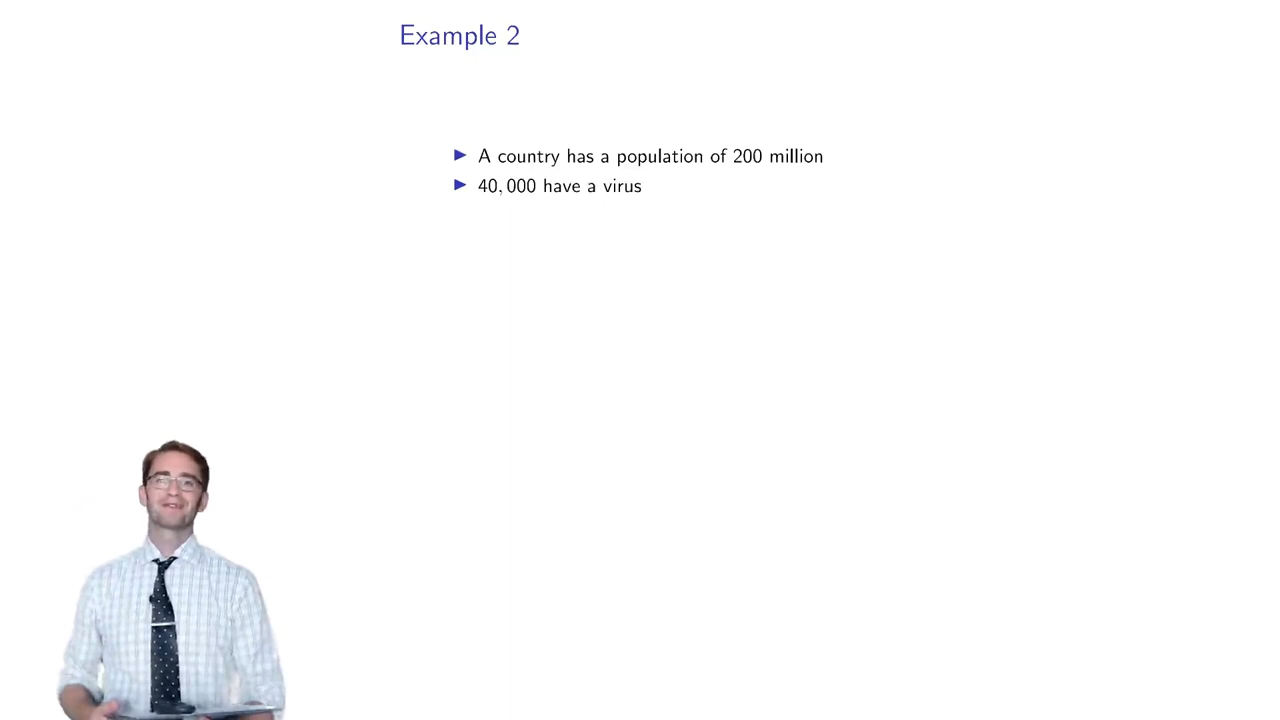 Example 2
▶ A country has a population of 200 million
▶ 40,000 have a virus